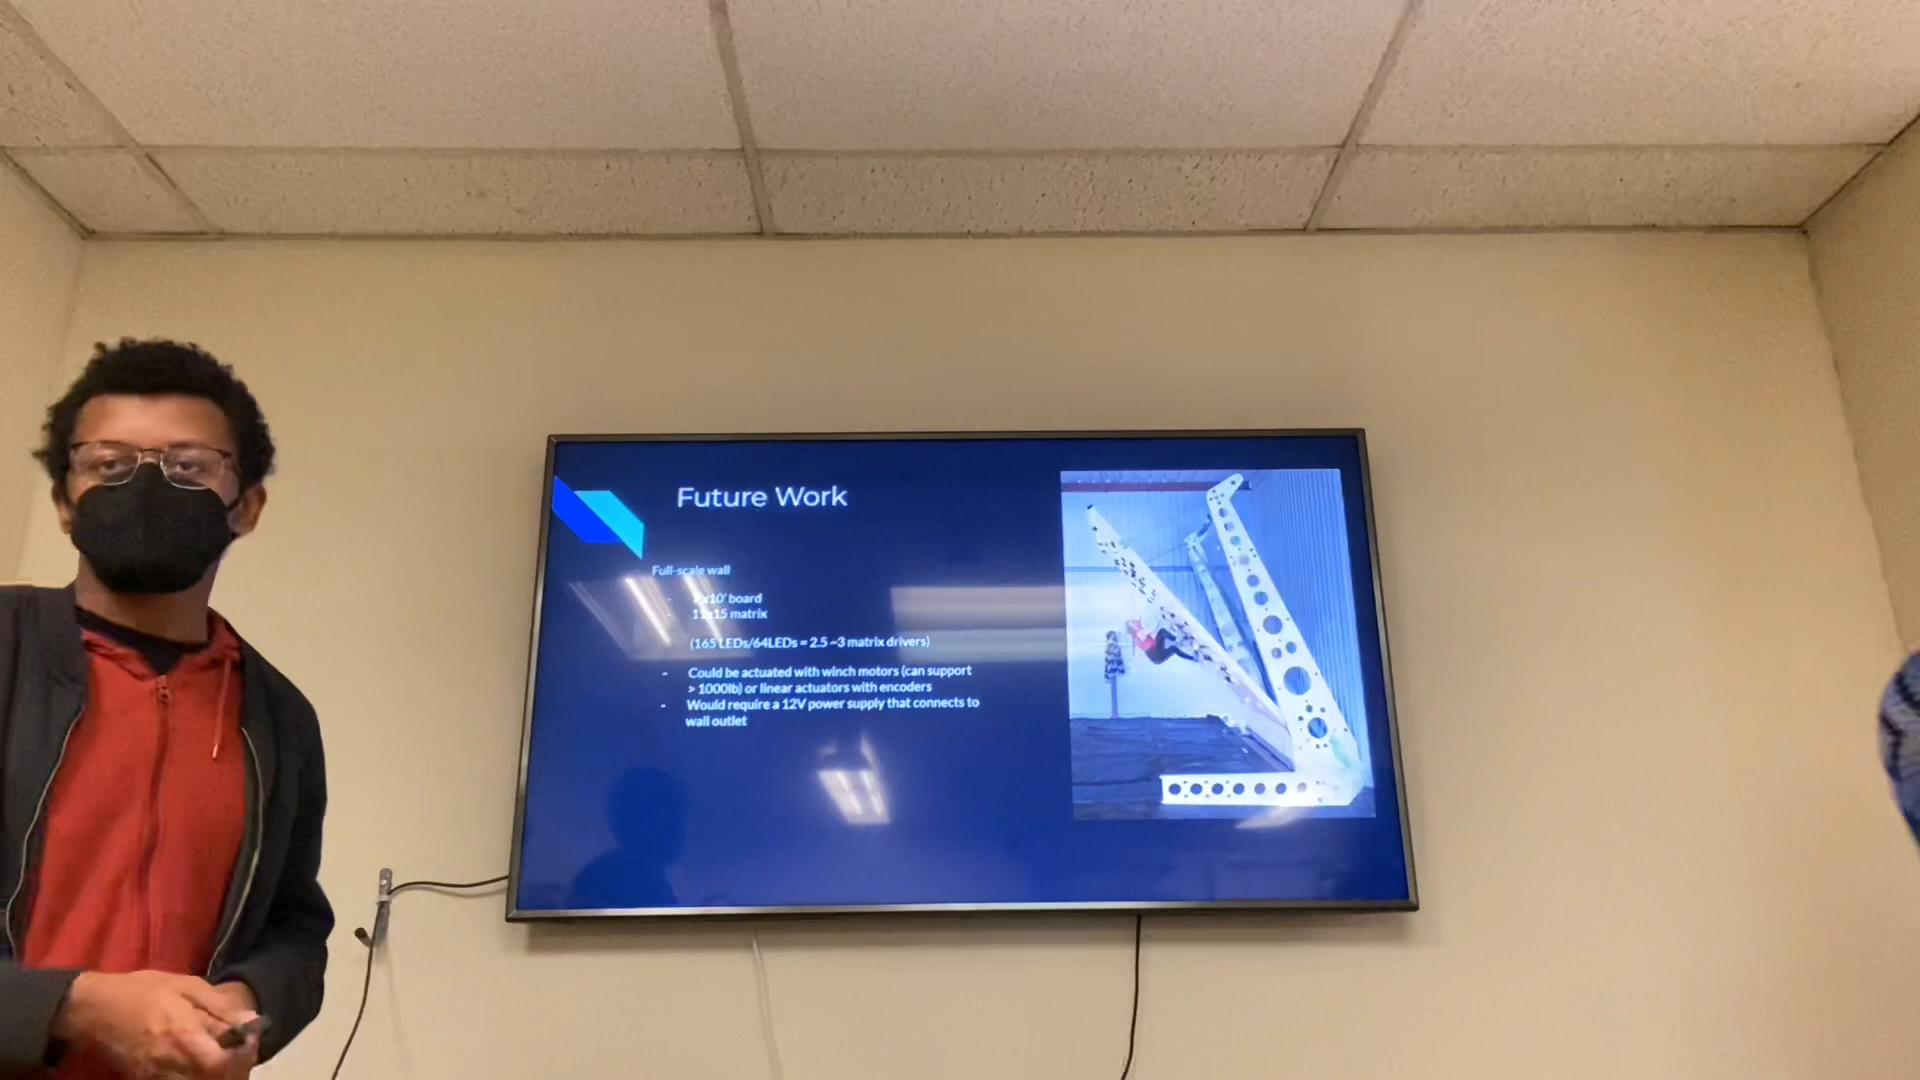 Future Work
Full-scale wall
- x10' board
- 11x15 matrix
(165 LEDs/64LEDs = 2.5 ~3 matrix drivers)
- Could be actuated with winch motors (can support
> 1000lb) or linear actuators with encoders
- Would require a 12V power supply that connects to
wall outlet